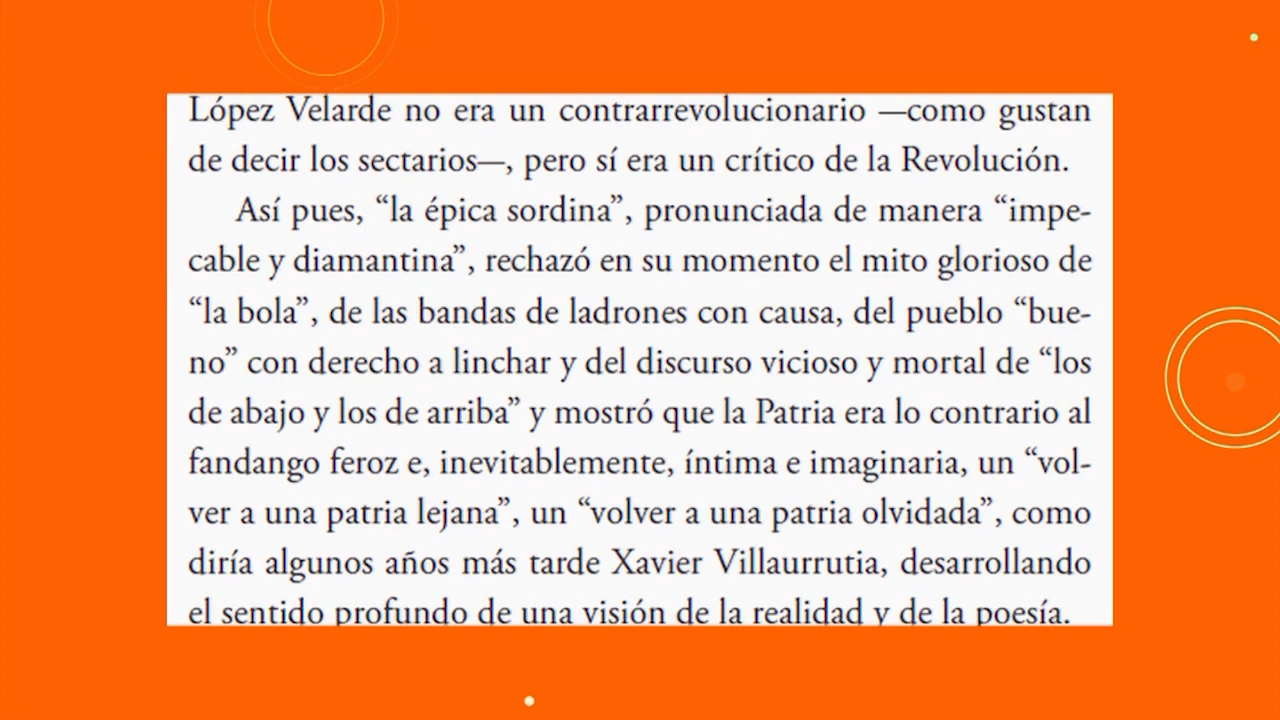 López Velarde no era un contrarrevolucionario —como gustan
de decir los sectarios—, pero sí era un crítico de la Revolución.
Así pues, “la épica sordina”, pronunciada de manera “impe-
cable y diamantina”, rechazó en su momento el mito glorioso de
“la bola”, de las bandas de ladrones con causa, del pueblo “bue-
no” con derecho a linchar y del discurso vicioso y mortal de “los
de abajo y los de arriba” y mostró que la Patria era lo contrario al
fandango feroz e, inevitablemente, íntima e imaginaria, un “vol-
ver a una patria lejana”, un “volver a una patria olvidada”, como
diría algunos años más tarde Xavier Villaurrutia, desarrollando
el sentido profundo de una visión de la realidad y de la poesía.